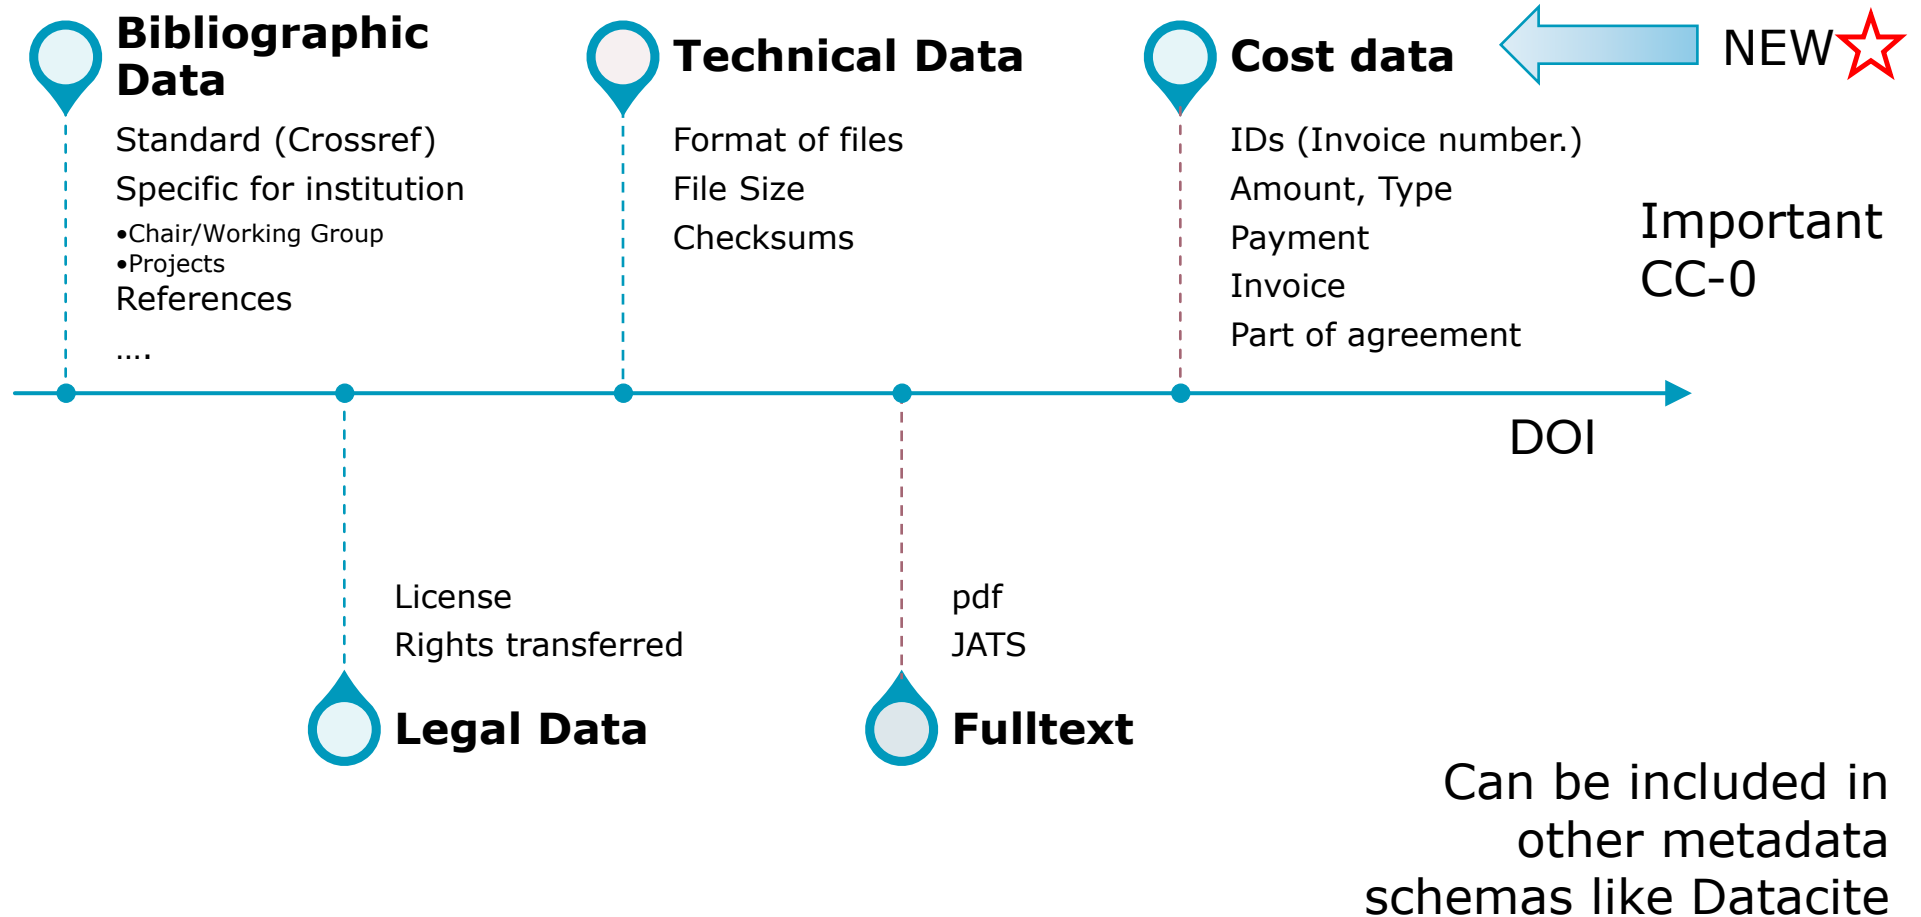 Bibliographic
Data
Standard (Crossref)
Specific for institution
•Chair/Working Group
•Projects
References
….
Technical Data
Format of files
File Size
Checksums
Cost data
IDs (Invoice number.)
Amount, Type
Payment
Invoice
Part of agreement
NEW
Important
CC-0
DOI
License
Rights transferred
Legal Data
pdf
JATS
Fulltext
Can be included in
other metadata
schemas like Datacite